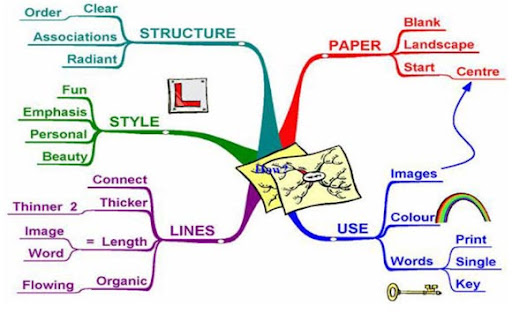 STRUCTURE
Clear
Order
Associations
Radiant
PAPER
Blank
Landscape
Start
Centre
L
STYLE
Fun
Emphasis
Personal
Beauty
LINES
Connect
Thicker
Thinner 2
Image
Word
= Length
Organic
Flowing
USE
Images
Colour
Words
Print
Single
Key